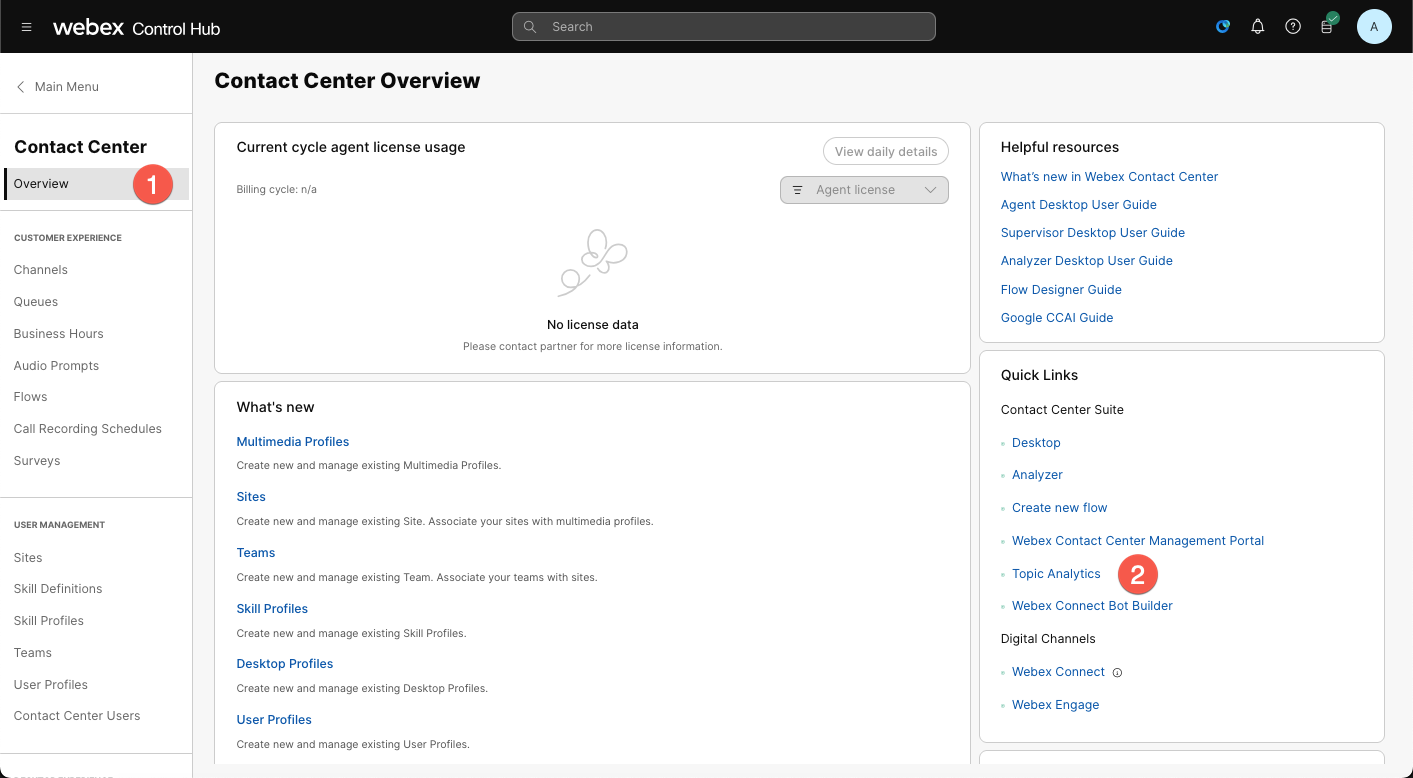 webex Control Hub
Search
A
Main Menu
Contact Center
Overview
1
CUSTOMER EXPERIENCE
Channels
Queues
Business Hours
Audio Prompts
Flows
Call Recording Schedules
Surveys
USER MANAGEMENT
Sites
Skill Definitions
Skill Profiles
Teams
User Profiles
Contact Center Users
Contact Center Overview
Current cycle agent license usage
View daily details
Billing cycle: n/a
Agent license
No license data
Please contact partner for more license information.
What's new
Multimedia Profiles
Create new and manage existing Multimedia Profiles.
Sites
Create new and manage existing Site. Associate your sites with multimedia profiles.
Teams
Create new and manage existing Team. Associate your teams with sites.
Skill Profiles
Create new and manage existing Skill Profiles.
Desktop Profiles
Create new and manage existing Desktop Profiles.
User Profiles
Create new and manage existing User Profiles.
Helpful resources
What's new in Webex Contact Center
Agent Desktop User Guide
Supervisor Desktop User Guide
Analyzer Desktop User Guide
Flow Designer Guide
Google CCAI Guide
Quick Links
Contact Center Suite
Desktop
Analyzer
Create new flow
Webex Contact Center Management Portal
Topic Analytics
2
Webex Connect Bot Builder
Digital Channels
Webex Connect
Webex Engage